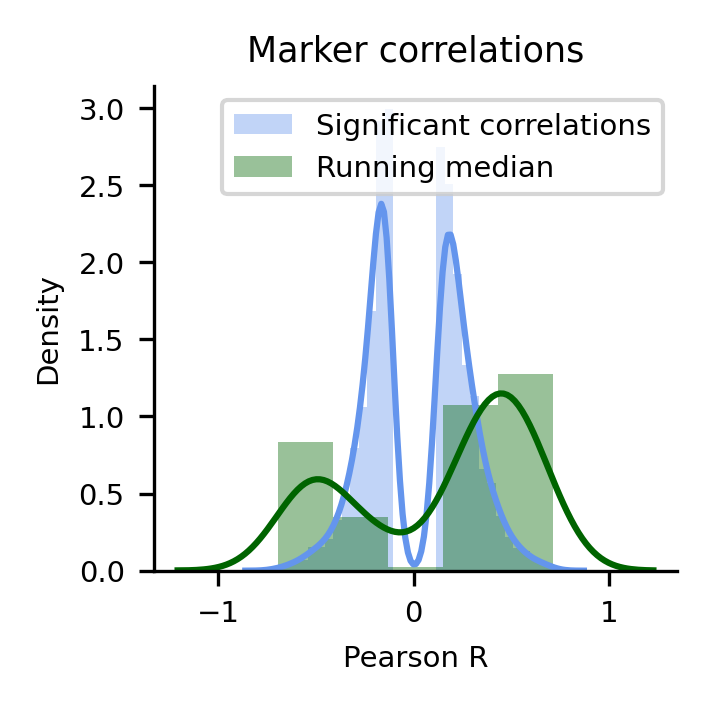 Marker correlations
3.0
2.5
2.0
1.5
1.0
0.5
0.0
Density
Significant correlations
Running median
−1
0
1
Pearson R